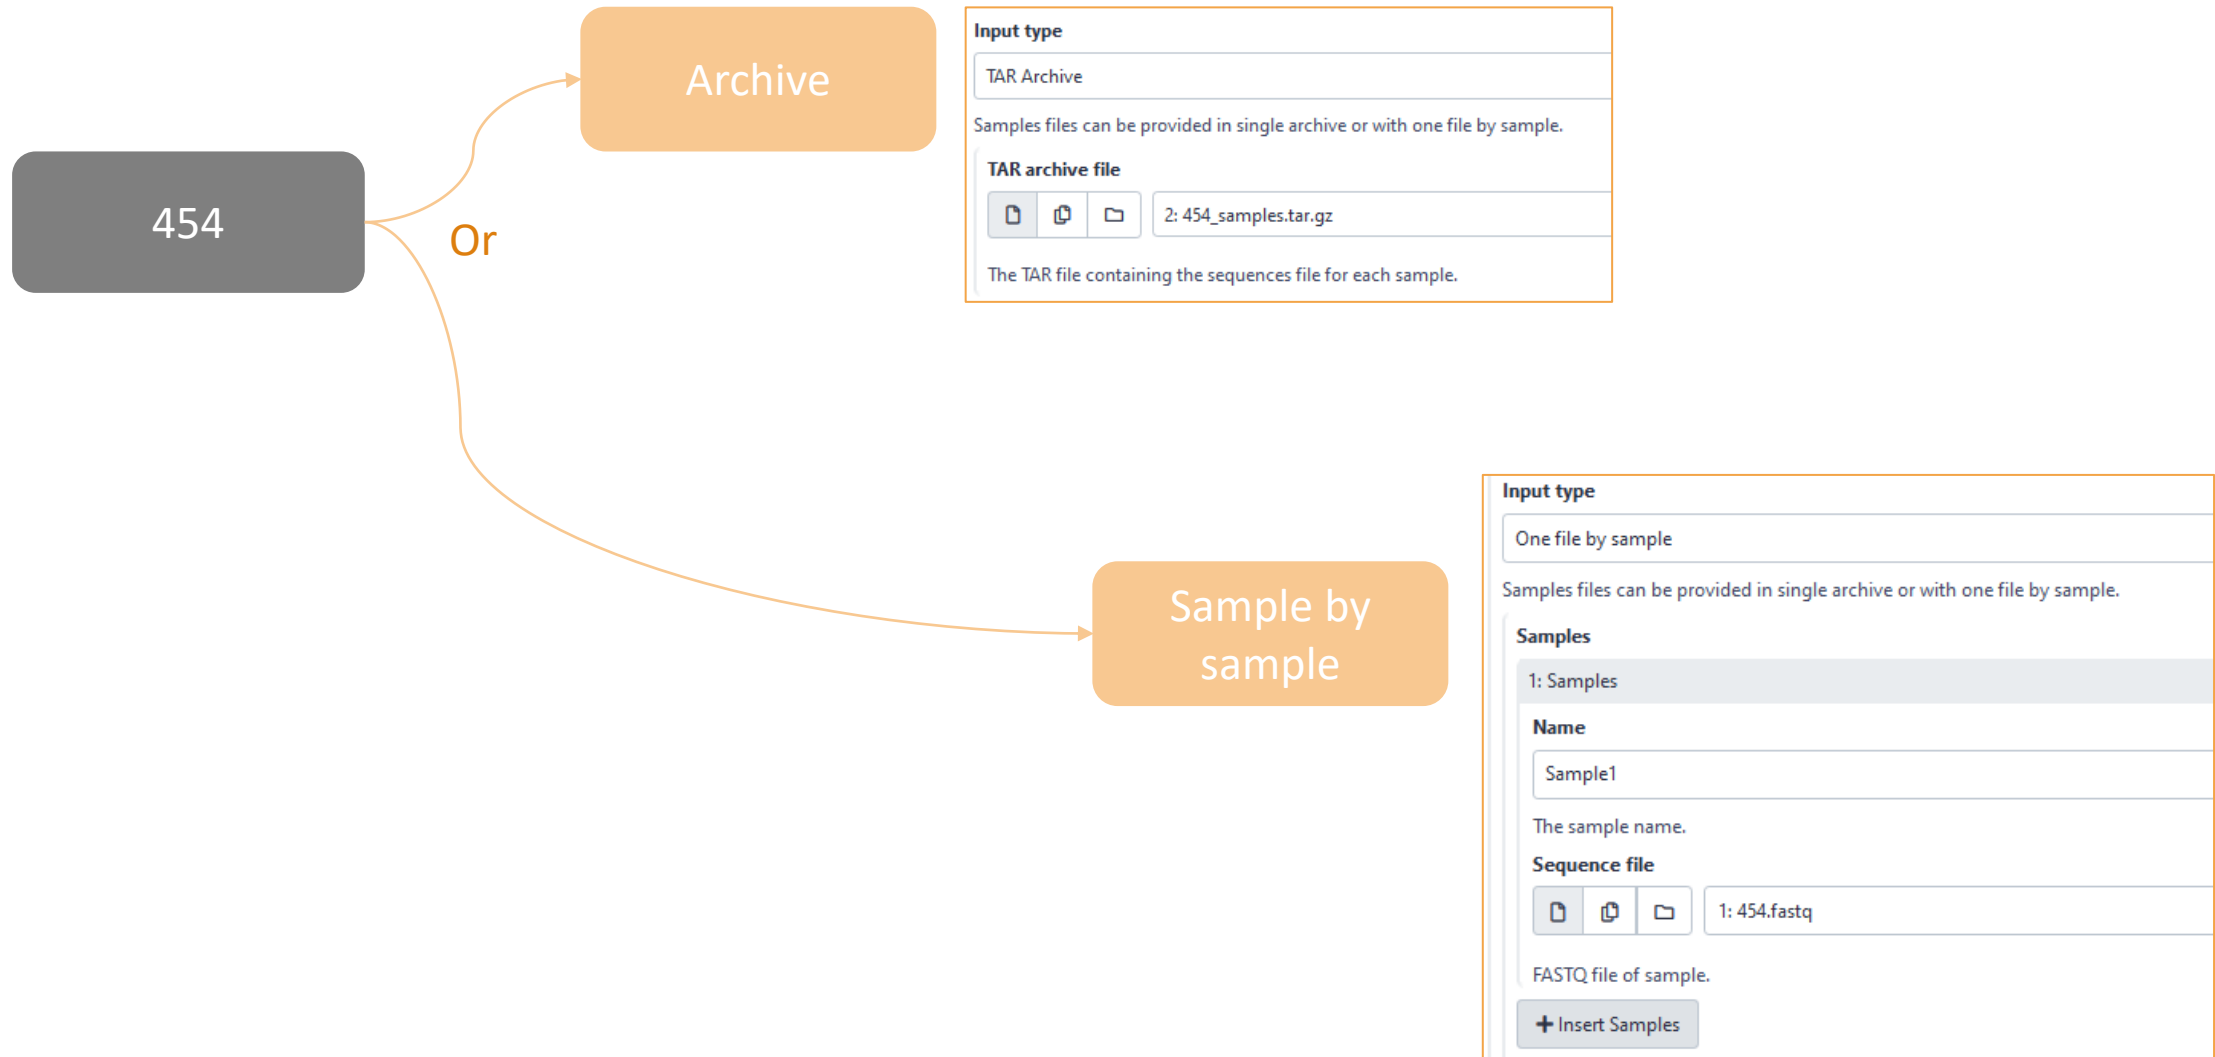 454
Or
Archive
Input type
TAR Archive
Samples files can be provided in single archive or with one file by sample.
TAR archive file
2: 454_samples.tar.gz
The TAR file containing the sequences file for each sample.
Sample by
sample
Input type
One file by sample
Samples files can be provided in single archive or with one file by sample.
Samples
1: Samples
Name
Sample1
The sample name.
Sequence file
1: 454.fastq
FASTQ file of sample.
+ Insert Samples